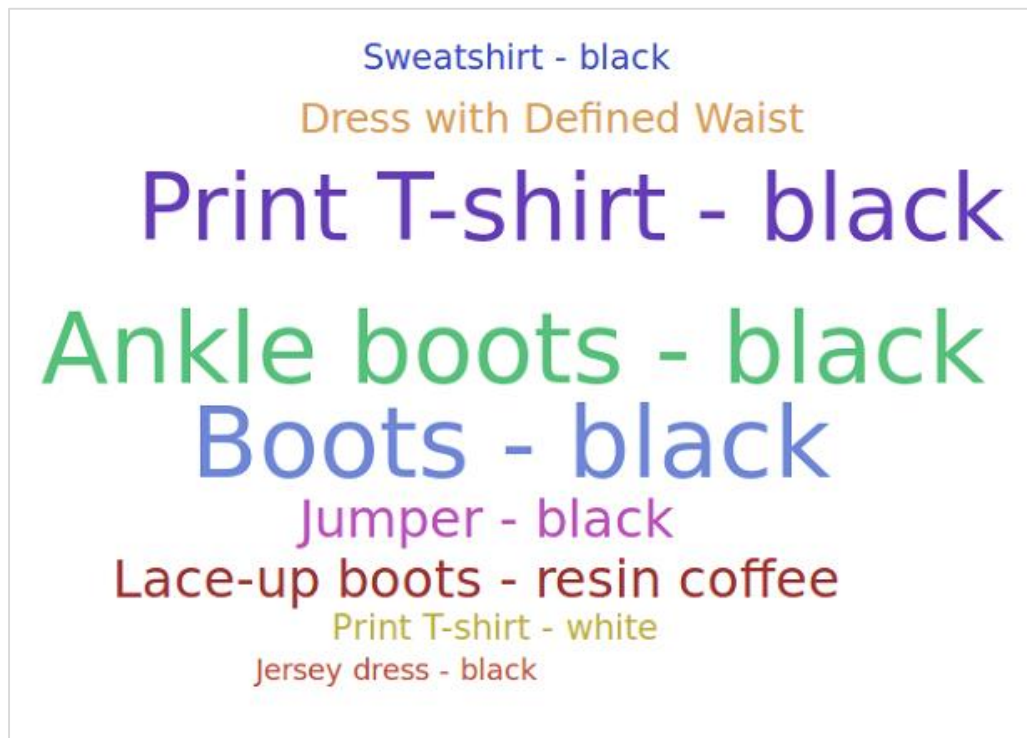 Sweatshirt - black
Dress with Defined Waist
Print T-shirt - black
Ankle boots - black
Boots - black
Jumper - black
Lace-up boots - resin coffee
Print T-shirt - white
Jersey dress - black